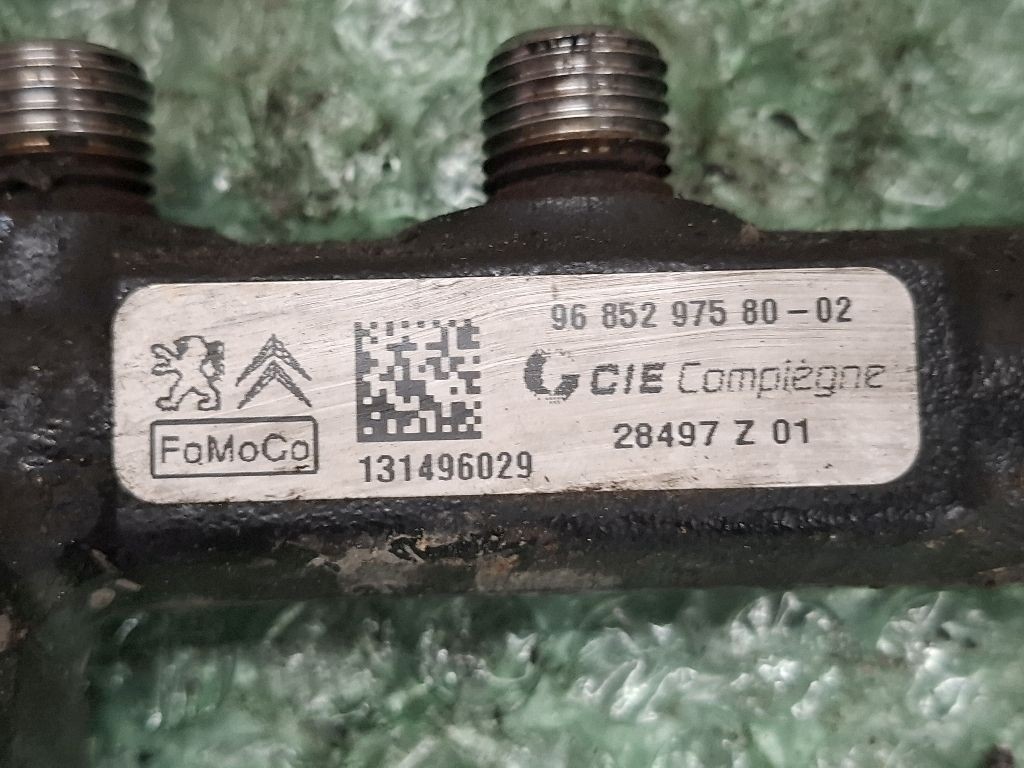 96 852 975 80-02
CIE Compiègne
28497 Z 01
FoMoCo
131496029